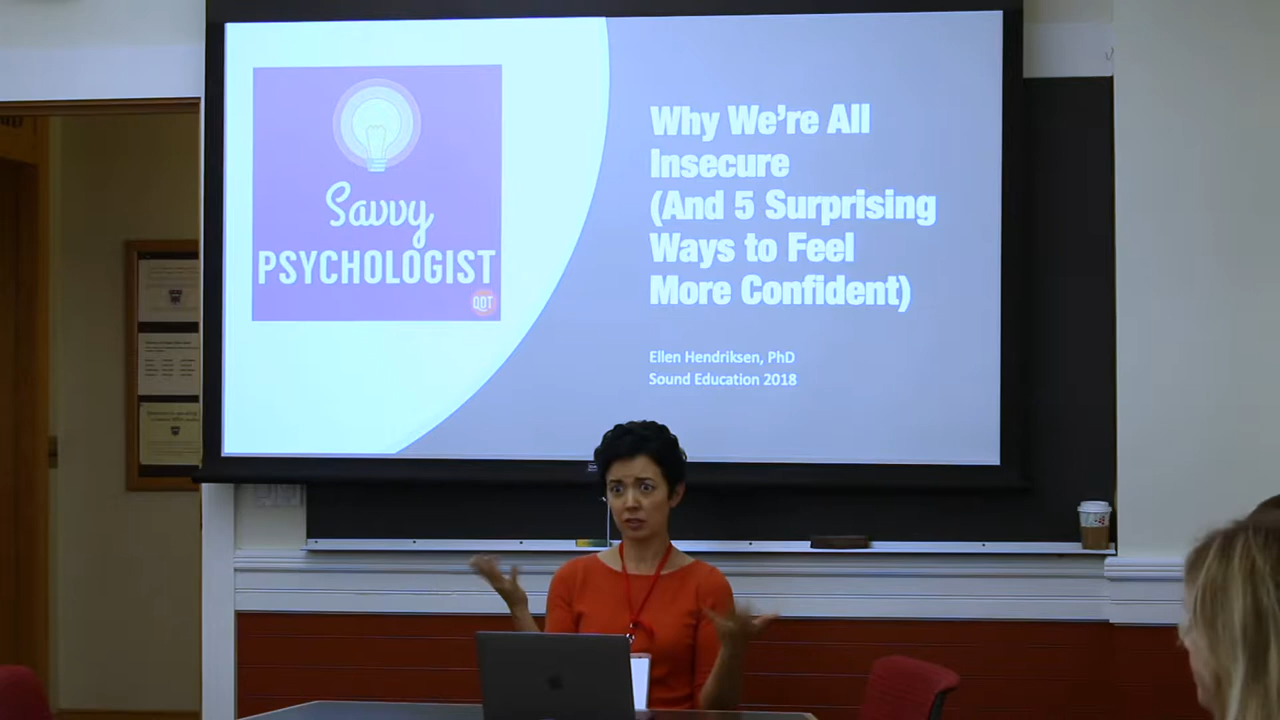 Savvy
PSYCHOLOGIST
QDT
Why We're All
Insecure
(And 5 Surprising
Ways to Feel
More Confident)
Ellen Hendriksen, PhD
Sound Education 2018